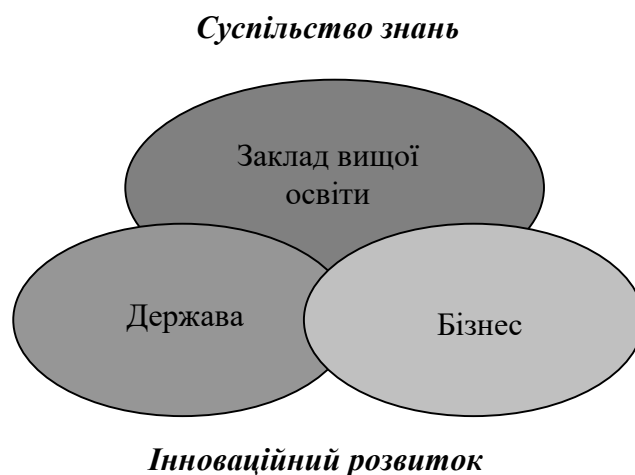 Суспільство знань
Заклад вищої
освіти
Держава
Бізнес
Інноваційний розвиток